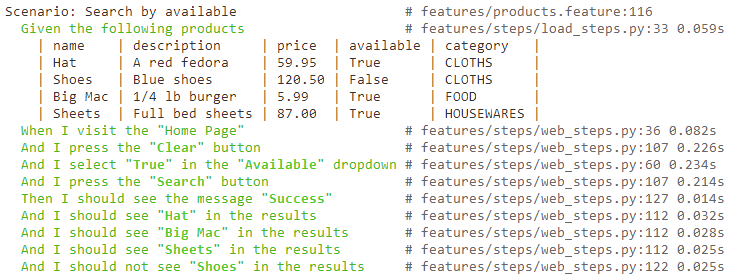 Scenario: Search by available # features/products.feature:116
Given the following products # features/steps/load_steps.py:33 0.059s
| name | description | price | available | category |
| Hat | A red fedora | 59.95 | True | CLOTHS |
| Shoes | Blue shoes | 120.50 | False | CLOTHS |
| Big Mac | 1/4 lb burger | 5.99 | True | FOOD |
| Sheets | Full bed sheets | 87.00 | True | HOUSEWARES |
When I visit the "Home Page" # features/steps/web_steps.py:36 0.082s
And I press the "Clear" button # features/steps/web_steps.py:107 0.226s
And I select "True" in the "Available" dropdown # features/steps/web_steps.py:60 0.234s
And I press the "Search" button # features/steps/web_steps.py:107 0.214s
Then I should see the message "Success" # features/steps/web_steps.py:127 0.014s
And I should see "Hat" in the results # features/steps/web_steps.py:112 0.032s
And I should see "Big Mac" in the results # features/steps/web_steps.py:112 0.028s
And I should see "Sheets" in the results # features/steps/web_steps.py:112 0.025s
And I should not see "Shoes" in the results # features/steps/web_steps.py:122 0.025s